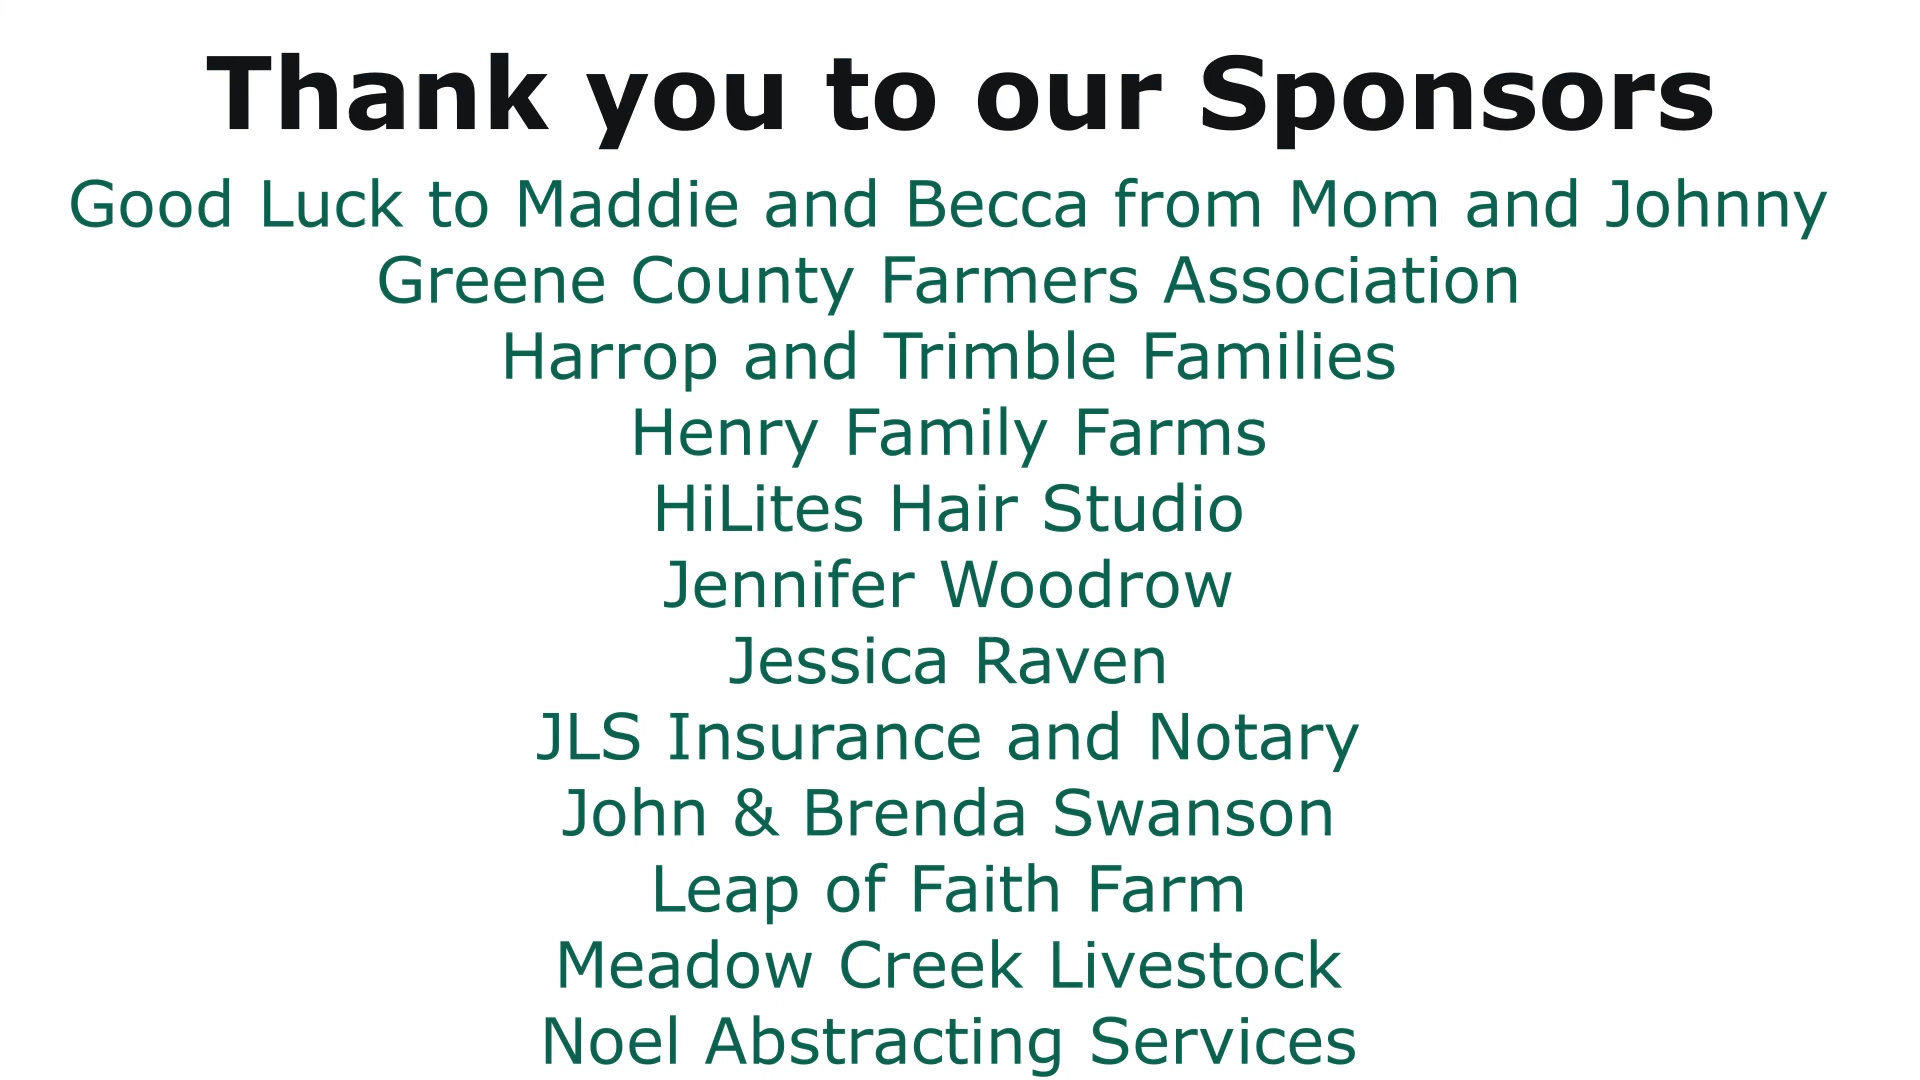 Thank you to our Sponsors
Good Luck to Maddie and Becca from Mom and Johnny
Greene County Farmers Association
Harrop and Trimble Families
Henry Family Farms
HiLites Hair Studio
Jennifer Woodrow
Jessica Raven
JLS Insurance and Notary
John & Brenda Swanson
Leap of Faith Farm
Meadow Creek Livestock
Noel Abstracting Services